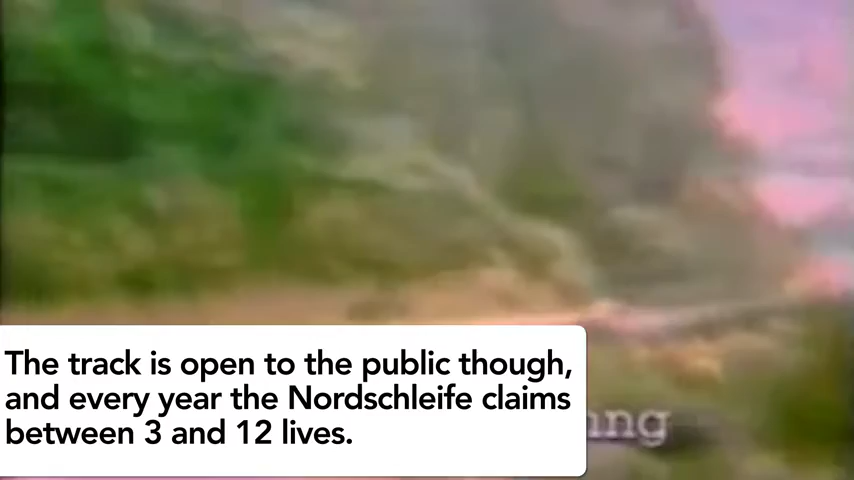 The track is open to the public though,
and every year the Nordschleife claims
between 3 and 12 lives.